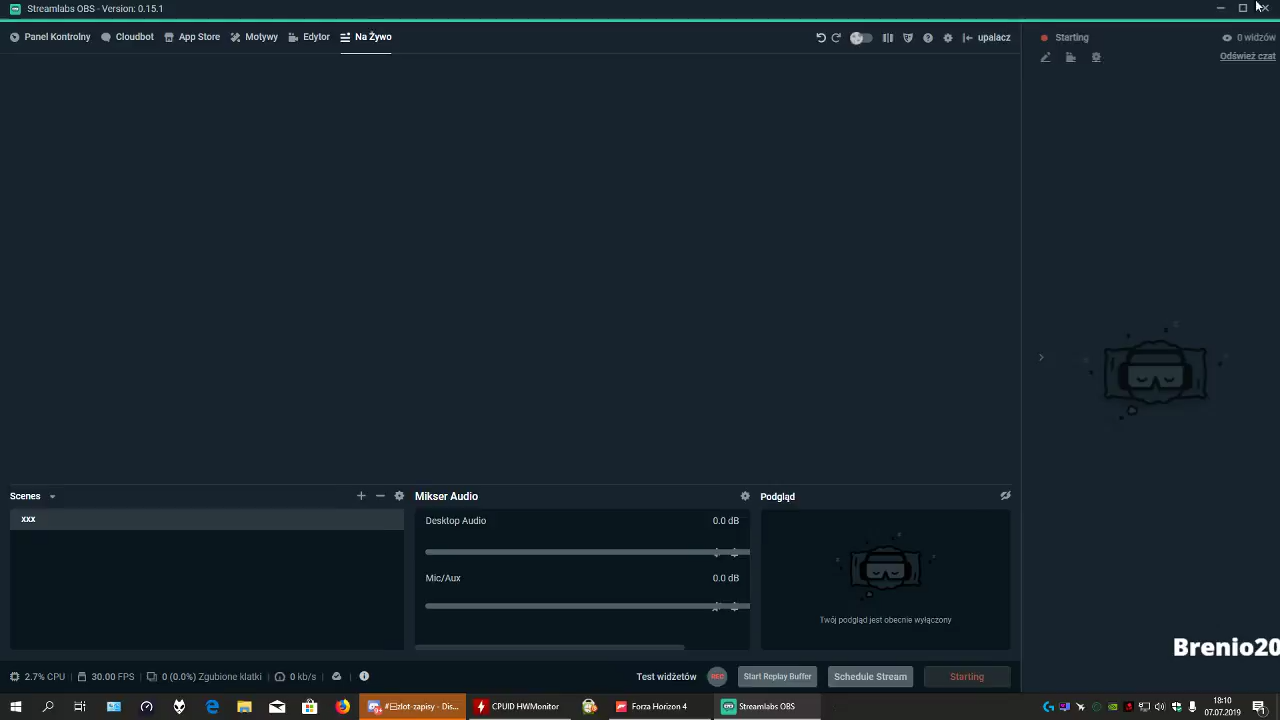 Streamlabs OBS - Version: 0.15.1
Panel Kontrolny
Cloudbot
App Store
Motywy
Edytor
Na Żywo
upalacz
Starting
0 widzów
Odśwież czat
Scenes
xxx
Mikser Audio
Desktop Audio
0.0 dB
Mic/Aux
0.0 dB
Podgląd
Twój podgląd jest obecnie wyłączony
Brenio20
2.7% CPU
30.00 FPS
0 (0.0%) Zgubione klatki
0 kb/s
Test widżetów
REC
Start Replay Buffer
Schedule Stream
Starting
CPUID HWMonitor
Forza Horizon 4
Streamlabs OBS
18:10
07.07.2019